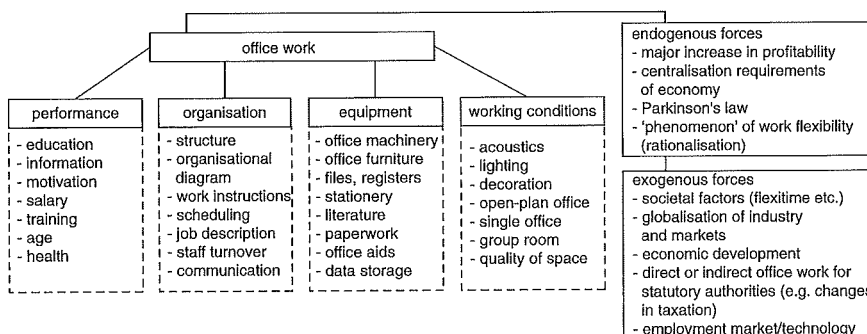 office work
performance
- education
- information
- motivation
- salary
- training
- age
- health
organisation
- structure
- organisational
diagram
- work instructions
- scheduling
- job description
- staff turnover
- communication
equipment
- office machinery
- office furniture
- files, registers
- stationery
- literature
- paperwork
- office aids
- data storage
working conditions
- acoustics
- lighting
- decoration
- open-plan office
- single office
- group room
- quality of space
endogenous forces
- major increase in profitability
- centralisation requirements
of economy
- Parkinson's law
- 'phenomenon' of work flexibility
(rationalisation)
exogenous forces
- societal factors (flexitime etc.)
- globalisation of industry
and markets
- economic development
- direct or indirect office work for
statutory authorities (e.g. changes
in taxation)
- employment market/technology